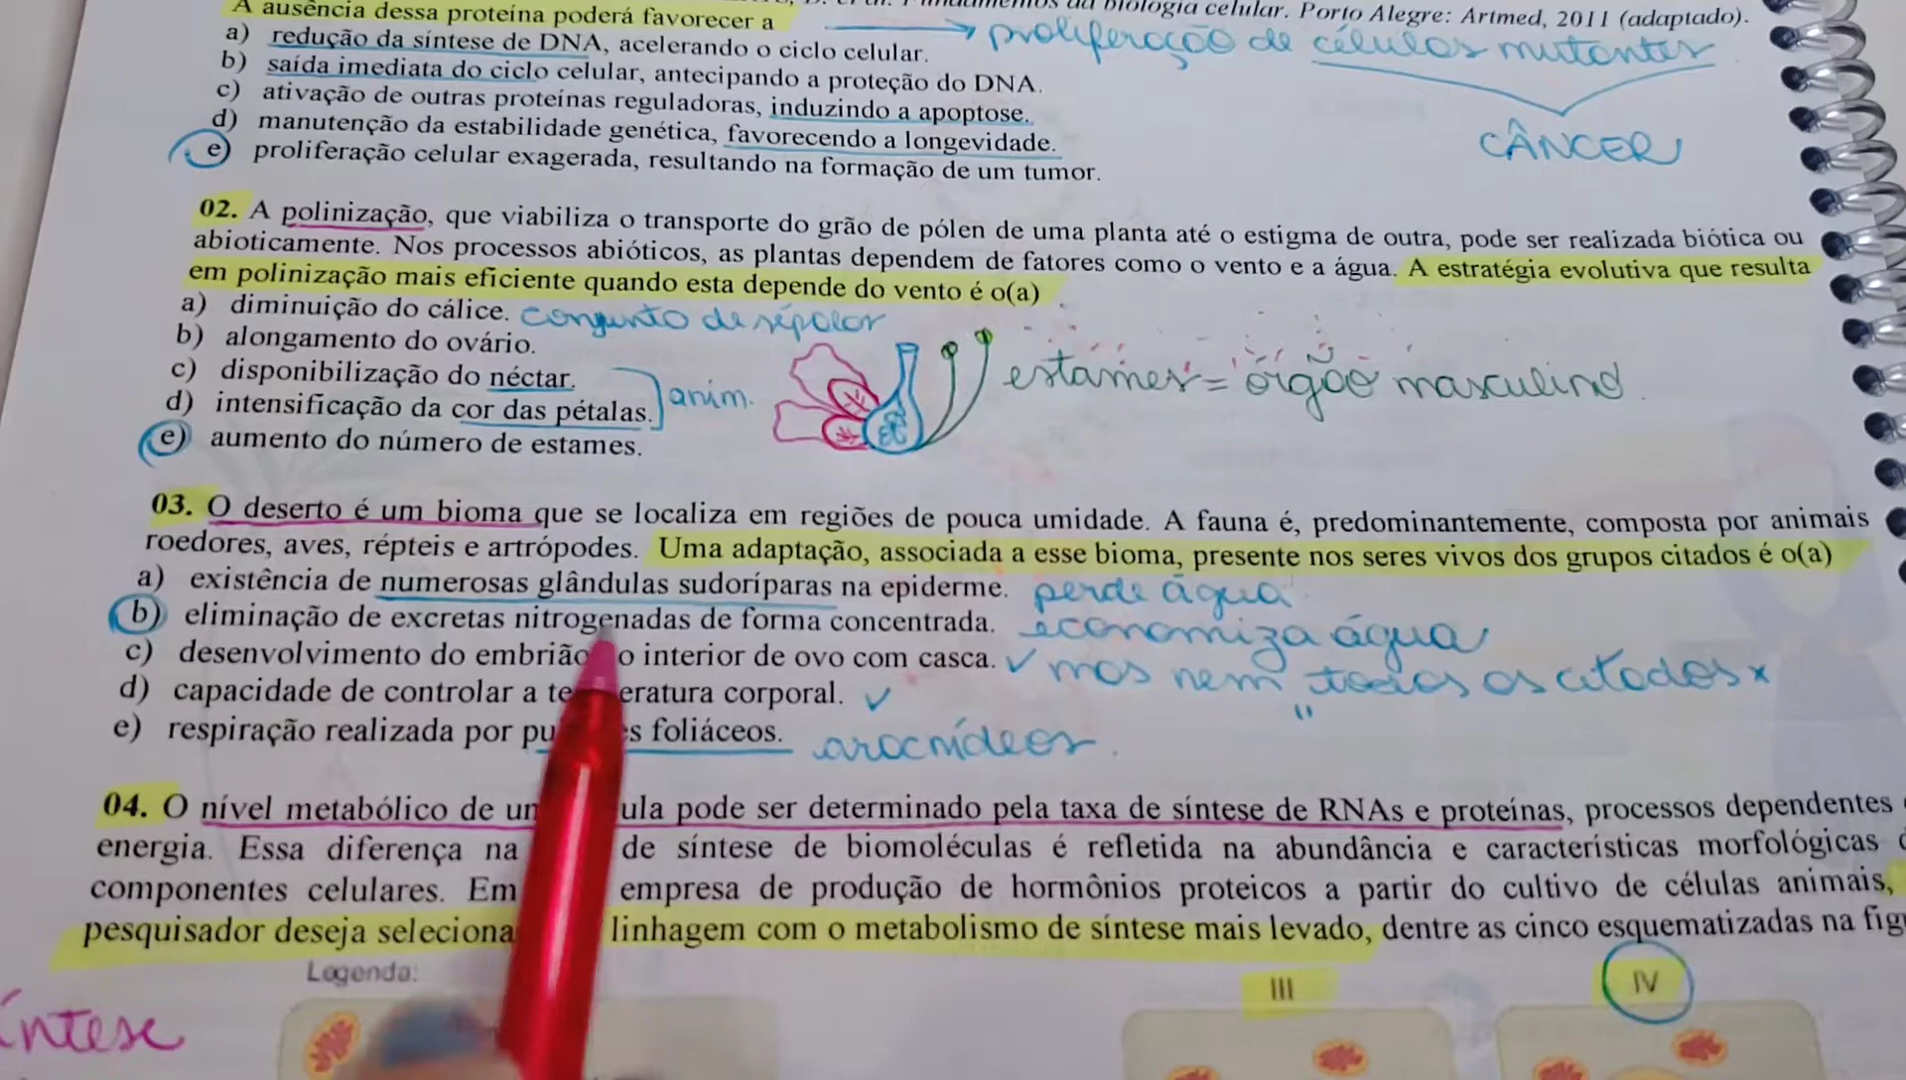 A ausência dessa proteína poderá favorecer a
da biologia celular. Porto Alegre: Artmed, 2011 (adaptado).
a) redução da síntese de DNA, acelerando o ciclo celular.
proliferação de células mutantes
b) saída imediata do ciclo celular, antecipando a proteção do DNA.
c) ativação de outras proteínas reguladoras, induzindo a apoptose.
d) manutenção da estabilidade genética, favorecendo a longevidade.
CÂNCER
e) proliferação celular exagerada, resultando na formação de um tumor.
02. A polinização, que viabiliza o transporte do grão de pólen de uma planta até o estigma de outra, pode ser realizada biótica ou
abioticamente. Nos processos abióticos, as plantas dependem de fatores como o vento e a água. A estratégia evolutiva que resulta
em polinização mais eficiente quando esta depende do vento é o(a)
a) diminuição do cálice. conjunto de sépalas
b) alongamento do ovário.
c) disponibilização do néctar.
anim.
estames = órgão masculino
d) intensificação da cor das pétalas.
e) aumento do número de estames.
03. O deserto é um bioma que se localiza em regiões de pouca umidade. A fauna é, predominantemente, composta por animais
roedores, aves, répteis e artrópodes. Uma adaptação, associada a esse bioma, presente nos seres vivos dos grupos citados é o(a)
a) existência de numerosas glândulas sudoríparas na epiderme. perde água
b) eliminação de excretas nitrogenadas de forma concentrada. economiza água
c) desenvolvimento do embrião o interior de ovo com casca. ✓ mas nem "todos os citados x
d) capacidade de controlar a te eratura corporal. ✓
e) respiração realizada por pu s foliáceos. aracnídeos
04. O nível metabólico de un ula pode ser determinado pela taxa de síntese de RNAs e proteínas, processos dependentes
energia. Essa diferença na de síntese de biomoléculas é refletida na abundância e características morfológicas
componentes celulares. Em empresa de produção de hormônios proteicos a partir do cultivo de células animais,
pesquisador deseja seleciona linhagem com o metabolismo de síntese mais levado, dentre as cinco esquematizadas na fig
Legenda:
III
IV
íntese